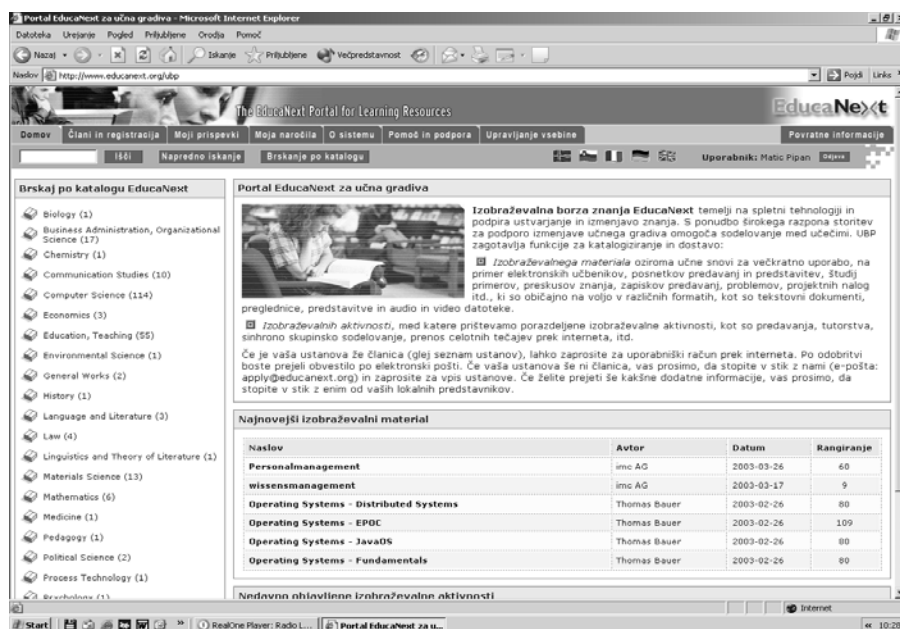 Portal EducaNext za učna gradiva - Microsoft Internet Explorer
Datoteka Urejanje Pogled Priljubljene Orodja Pomoč
Nazaj Iskanje Priljubljene Večpredstavnost
Naslov http://www.educanext.org/ubp Pojdi Links
The EducaNext Portal for Learning Resources EducaNe><t
Domov Člani in registracija Moji prispevki Moja naročila O sistemu Pomoč in podpora Upravljanje vsebine Povratne informacije
Išči Napredno iskanje Brskanje po katalogu Uporabnik: Matic Pipan Odjava
Brskaj po katalogu EducaNext
Biology (1)
Business Administration, Organizational
Science (17)
Chemistry (1)
Communication Studies (10)
Computer Science (114)
Economics (3)
Education, Teaching (55)
Environmental Science (1)
General Works (2)
History (1)
Language and Literature (3)
Law (4)
Linguistics and Theory of Literature (1)
Materials Science (13)
Mathematics (6)
Medicine (1)
Pedagogy (1)
Political Science (2)
Process Technology (1)
Psychology (1)
Portal EducaNext za učna gradiva
Izobraževalna borza znanja EducaNext temelji na spletni tehnologiji in
podpira ustvarjanje in izmenjavo znanja. S ponudbo širokega razpona storitev
za podporo izmenjave učnega gradiva omogoča sodelovanje med učečimi. UBP
zagotavlja funkcije za katalogiziranje in dostavo:
Izobraževalnega materiala oziroma učne snovi za večkratno uporabo, na
primer elektronskih učbenikov, posnetkov predavanj in predstavitev, študij
primerov, preskusov znanja, zapiskov predavanj, problemov, projektnih nalog
itd., ki so običajno na voljo v različnih formatih, kot so tekstovni dokumenti,
preglednice, predstavitve in audio in video datoteke.
Izobraževalnih aktivnosti, med katere prištevamo porazdeljene izobraževalne aktivnosti, kot so predavanja, tutorstva,
sinhrono skupinsko sodelovanje, prenos celotnih tečajev prek interneta, itd.
Če je vaša ustanova že članica (glej seznam ustanov), lahko zaprosite za uporabniški račun prek interneta. Po odobritvi
boste prejeli obvestilo po elektronski pošti. Če vaša ustanova še ni članica, vas prosimo, da stopite v stik z nami (e-pošta:
apply@educanext.org) in zaprosite za vpis ustanove. Če želite prejeti še kakšne dodatne informacije, vas prosimo, da
stopite v stik z enim od vaših lokalnih predstavnikov.
Najnovejši izobraževalni material
Naslov Avtor Datum Rangiranje
Personalmanagement imc AG 2003-03-26 60
wissensmanagement imc AG 2003-03-17 9
Operating Systems - Distributed Systems Thomas Bauer 2003-02-26 80
Operating Systems - EPOC Thomas Bauer 2003-02-26 109
Operating Systems - JavaOS Thomas Bauer 2003-02-26 80
Operating Systems - Fundamentals Thomas Bauer 2003-02-26 80
Nedavno objavljene izobraževalne aktivnosti
Internet
Start RealOne Player: Radio L... Portal EducaNext za u... 10:28